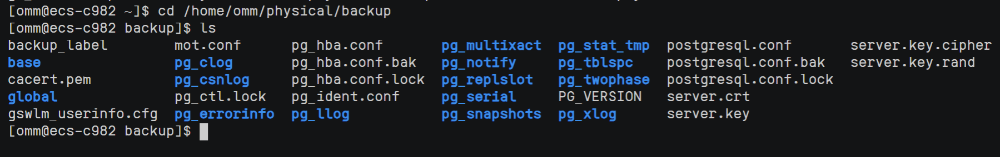 [omm@ecs-c982 ~]$ cd /home/omm/physical/backup
[omm@ecs-c982 backup]$ ls
backup_label        mot.conf      pg_hba.conf       pg_multixact  pg_stat_tmp  postgresql.conf       server.key.cipher
base                pg_clog       pg_hba.conf.bak   pg_notify     pg_tblspc    postgresql.conf.bak   server.key.rand
cacert.pem          pg_csnlog     pg_hba.conf.lock  pg_replslot   pg_twophase  postgresql.conf.lock
global              pg_ctl.lock   pg_ident.conf     pg_serial     PG_VERSION   server.crt
gswlm_userinfo.cfg  pg_errorinfo  pg_llog           pg_snapshots  pg_xlog      server.key
[omm@ecs-c982 backup]$